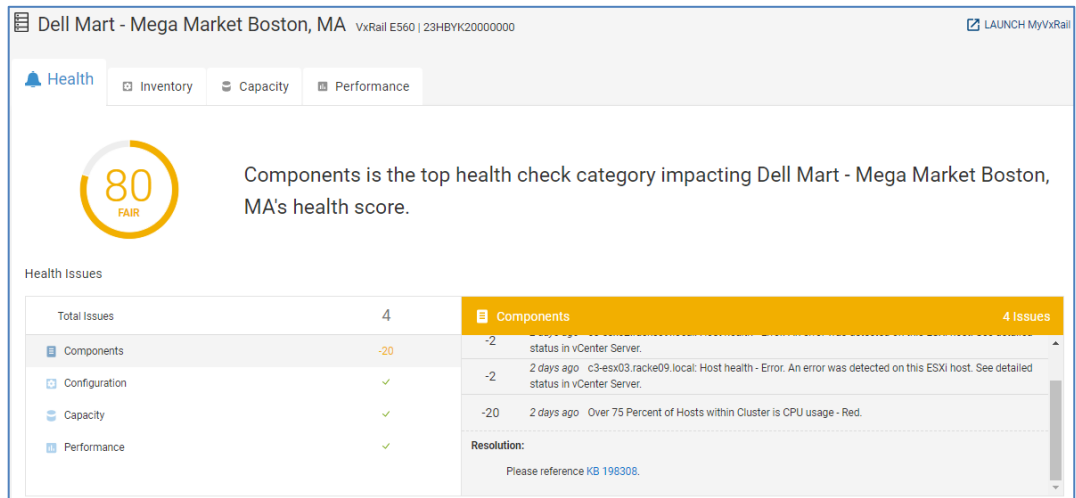 Dell Mart - Mega Market Boston, MA VxRail E560 | 23HBYK20000000
LAUNCH MyVxRail
Health
Inventory
Capacity
Performance
80
FAIR
Components is the top health check category impacting Dell Mart - Mega Market Boston,
MA's health score.
Health Issues
Total Issues 4
Components -20
Configuration
Capacity
Performance
Components 4 Issues
-2
status in vCenter Server.
-2 2 days ago c3-esx03.racke09.local: Host health - Error. An error was detected on this ESXi host. See detailed
status in vCenter Server.
-20 2 days ago Over 75 Percent of Hosts within Cluster is CPU usage - Red.
Resolution:
Please reference KB 198308.